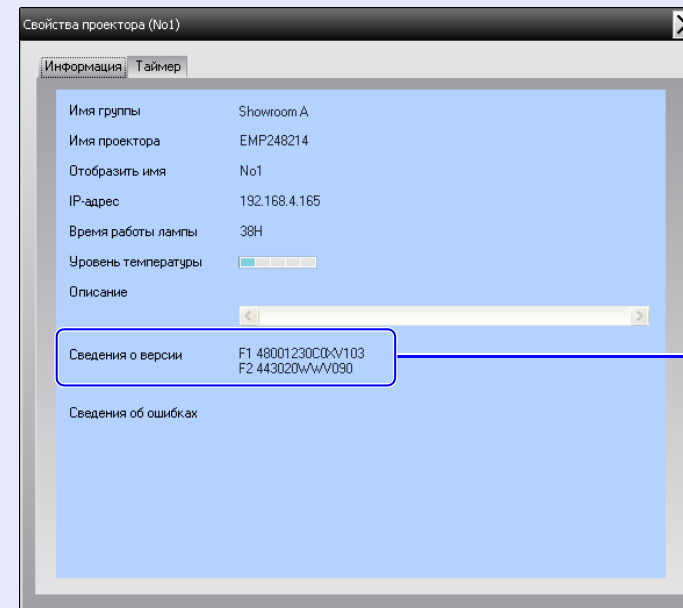 Свойства проектора (No1)
Информация Таймер
Имя группы Showroom A
Имя проектора EMP248214
Отобразить имя No1
IP-адрес 192.168.4.165
Время работы лампы 38H
Уровень температуры
Описание
Сведения о версии F1 48001230C0XV103
F2 443020WWV090
Сведения об ошибках